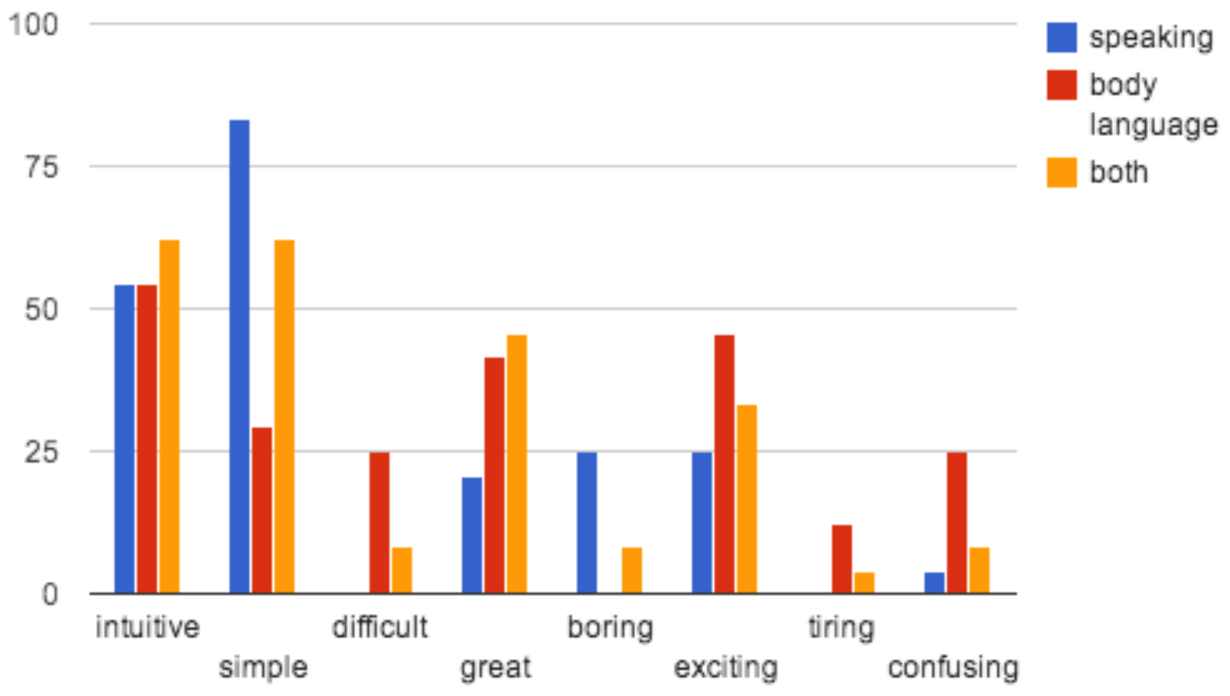 100
75
50
25
0
speaking
body
language
both
intuitive
simple
difficult
great
boring
exciting
tiring
confusing